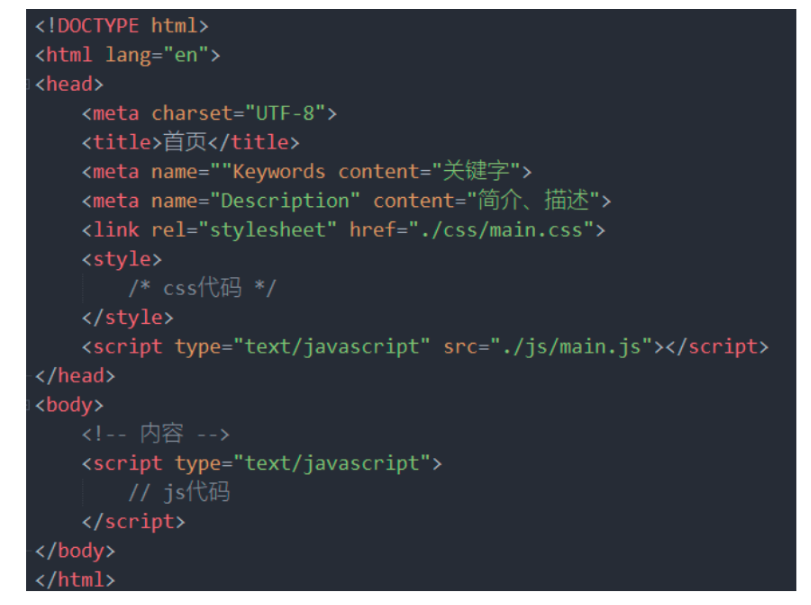 <!DOCTYPE html>
<html lang="en">
<head>
    <meta charset="UTF-8">
    <title>首页</title>
    <meta name=""Keywords content="关键字">
    <meta name="Description" content="简介、描述">
    <link rel="stylesheet" href="./css/main.css">
    <style>
        /* css代码 */
    </style>
    <script type="text/javascript" src="./js/main.js"></script>
</head>
<body>
    <!-- 内容 -->
    <script type="text/javascript">
        // js代码
    </script>
</body>
</html>